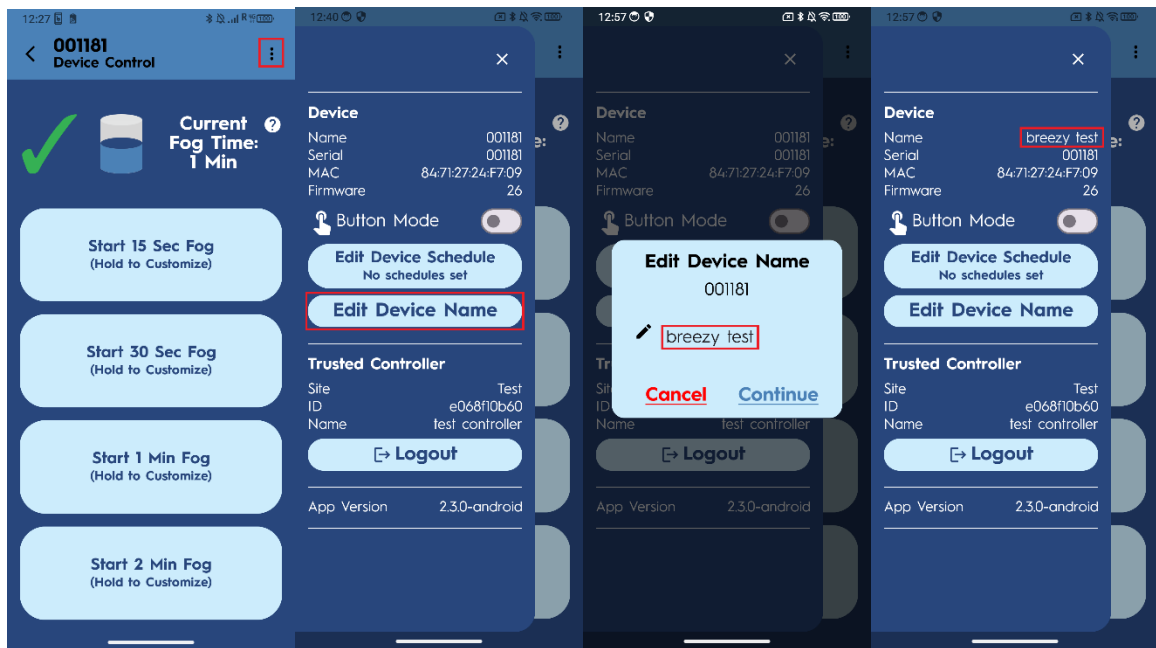 12:27
001181
Device Control
Current
Fog Time:
1 Min
Start 15 Sec Fog
(Hold to Customize)
Start 30 Sec Fog
(Hold to Customize)
Start 1 Min Fog
(Hold to Customize)
Start 2 Min Fog
(Hold to Customize)
12:40
Device
Name 001181
Serial 001181
MAC 84:71:27:24:F7:09
Firmware 26
Button Mode
Edit Device Schedule
No schedules set
Edit Device Name
Trusted Controller
Site Test
ID e068f10b60
Name test controller
Logout
App Version 2.3.0-android
12:57
Device
Name 001181
Serial 001181
MAC 84:71:27:24:F7:09
Firmware 26
Button Mode
Edit Device Name
001181
breezy test
Cancel Continue
Name test controller
Logout
App Version 2.3.0-android
12:57
Device
Name breezy test
Serial 001181
MAC 84:71:27:24:F7:09
Firmware 26
Button Mode
Edit Device Schedule
No schedules set
Edit Device Name
Trusted Controller
Site Test
ID e068f10b60
Name test controller
Logout
App Version 2.3.0-android